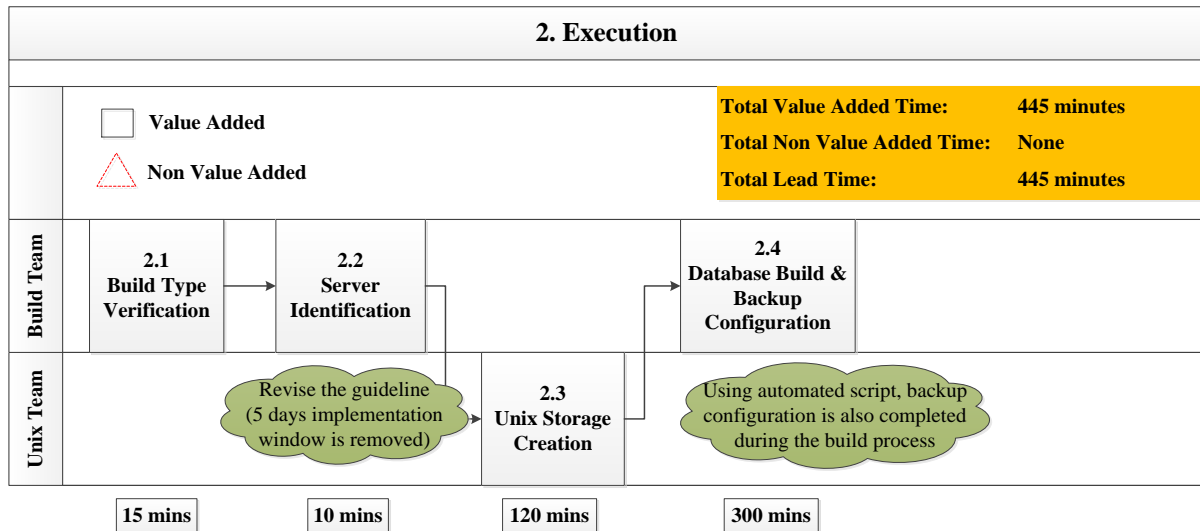 2. Execution
Value Added
Non Value Added
Total Value Added Time: 445 minutes
Total Non Value Added Time: None
Total Lead Time: 445 minutes
Build Team
2.1
Build Type
Verification
2.2
Server
Identification
2.4
Database Build &
Backup
Configuration
Unix Team
Revise the guideline
(5 days implementation
window is removed)
2.3
Unix Storage
Creation
Using automated script, backup
configuration is also completed
during the build process
15 mins
10 mins
120 mins
300 mins